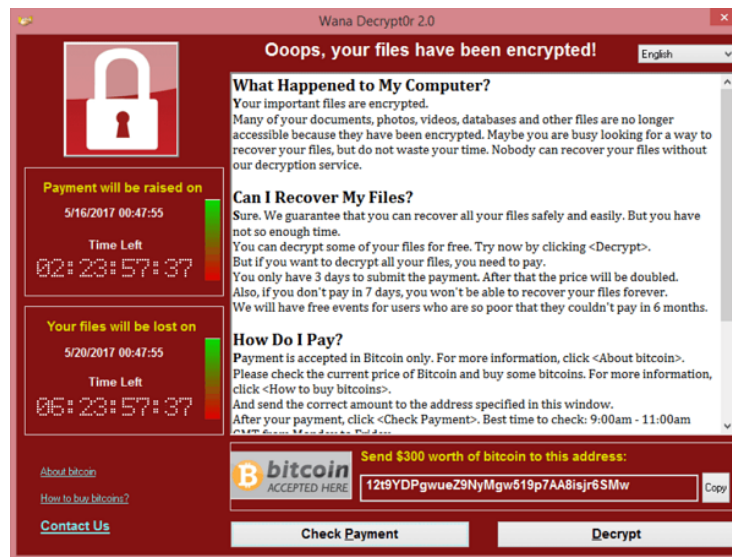 Wana Decrypt0r 2.0
Ooops, your files have been encrypted!
English
What Happened to My Computer?
Your important files are encrypted.
Many of your documents, photos, videos, databases and other files are no longer
accessible because they have been encrypted. Maybe you are busy looking for a way to
recover your files, but do not waste your time. Nobody can recover your files without
our decryption service.
Can I Recover My Files?
Sure. We guarantee that you can recover all your files safely and easily. But you have
not so enough time.
You can decrypt some of your files for free. Try now by clicking <Decrypt>.
But if you want to decrypt all your files, you need to pay.
You only have 3 days to submit the payment. After that the price will be doubled.
Also, if you don't pay in 7 days, you won't be able to recover your files forever.
We will have free events for users who are so poor that they couldn't pay in 6 months.
How Do I Pay?
Payment is accepted in Bitcoin only. For more information, click <About bitcoin>.
Please check the current price of Bitcoin and buy some bitcoins. For more information,
click <How to buy bitcoins>.
And send the correct amount to the address specified in this window.
After your payment, click <Check Payment>. Best time to check: 9:00am - 11:00am
GMT from Monday to Friday.
Payment will be raised on
5/16/2017 00:47:55
Time Left
02:23:57:37
Your files will be lost on
5/20/2017 00:47:55
Time Left
06:23:57:37
About bitcoin
How to buy bitcoins?
Contact Us
bitcoin
ACCEPTED HERE
Send $300 worth of bitcoin to this address:
12t9YDPgwueZ9NyMgw519p7AA8isjr6SMw
Copy
Check Payment
Decrypt